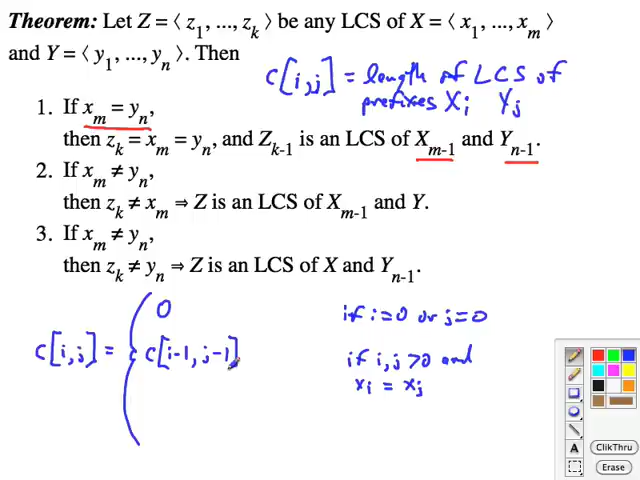 Theorem: Let Z = ⟨ z1, ..., zk ⟩ be any LCS of X = ⟨ x1, ..., xm ⟩
and Y = ⟨ y1, ..., yn ⟩. Then
c[i,j] = length of LCS of
prefixes Xi Yj
1. If xm = yn,
then zk = xm = yn, and Zk-1 is an LCS of Xm-1 and Yn-1.
2. If xm ≠ yn,
then zk ≠ xm ⇒ Z is an LCS of Xm-1 and Y.
3. If xm ≠ yn,
then zk ≠ yn ⇒ Z is an LCS of X and Yn-1.
0 if i=0 or j=0
c[i,j] = { c[i-1, j-1] if i,j >0 and
xi = xj
A
ClikThru
Erase